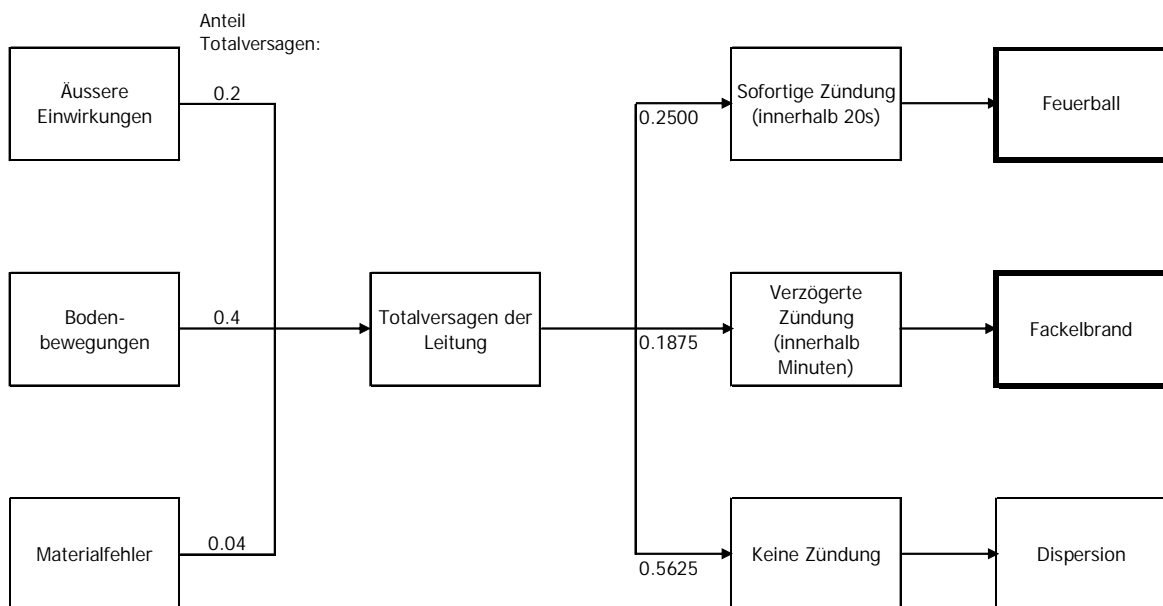 Anteil
Totalversagen:
Äussere
Einwirkungen
0.2
0.2500
Sofortige Zündung
(innerhalb 20s)
Feuerball
Boden-
bewegungen
0.4
Totalversagen der
Leitung
0.1875
Verzögerte
Zündung
(innerhalb
Minuten)
Fackelbrand
Materialfehler
0.04
0.5625
Keine Zündung
Dispersion